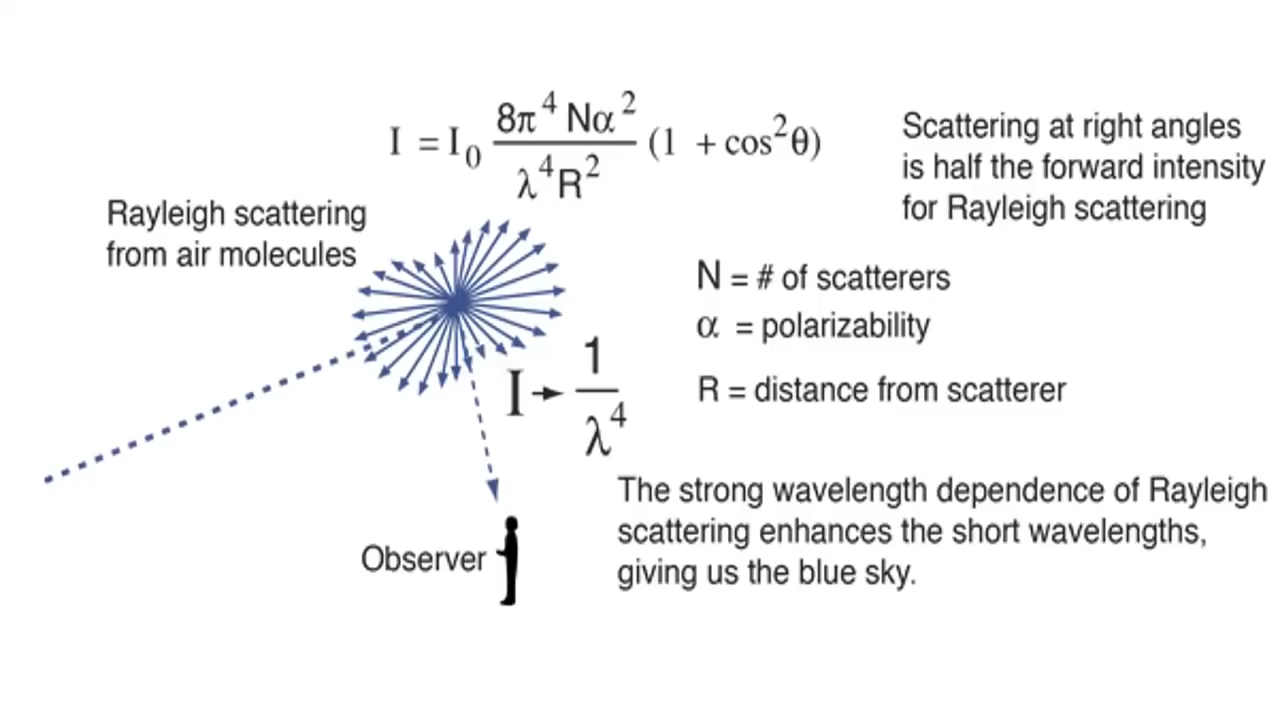 I = I₀ 8π⁴Nα² / λ⁴R² (1 + cos²θ)
Scattering at right angles
is half the forward intensity
for Rayleigh scattering
Rayleigh scattering
from air molecules
N = # of scatterers
α = polarizability
I → 1 / λ⁴
R = distance from scatterer
The strong wavelength dependence of Rayleigh
scattering enhances the short wavelengths,
giving us the blue sky.
Observer